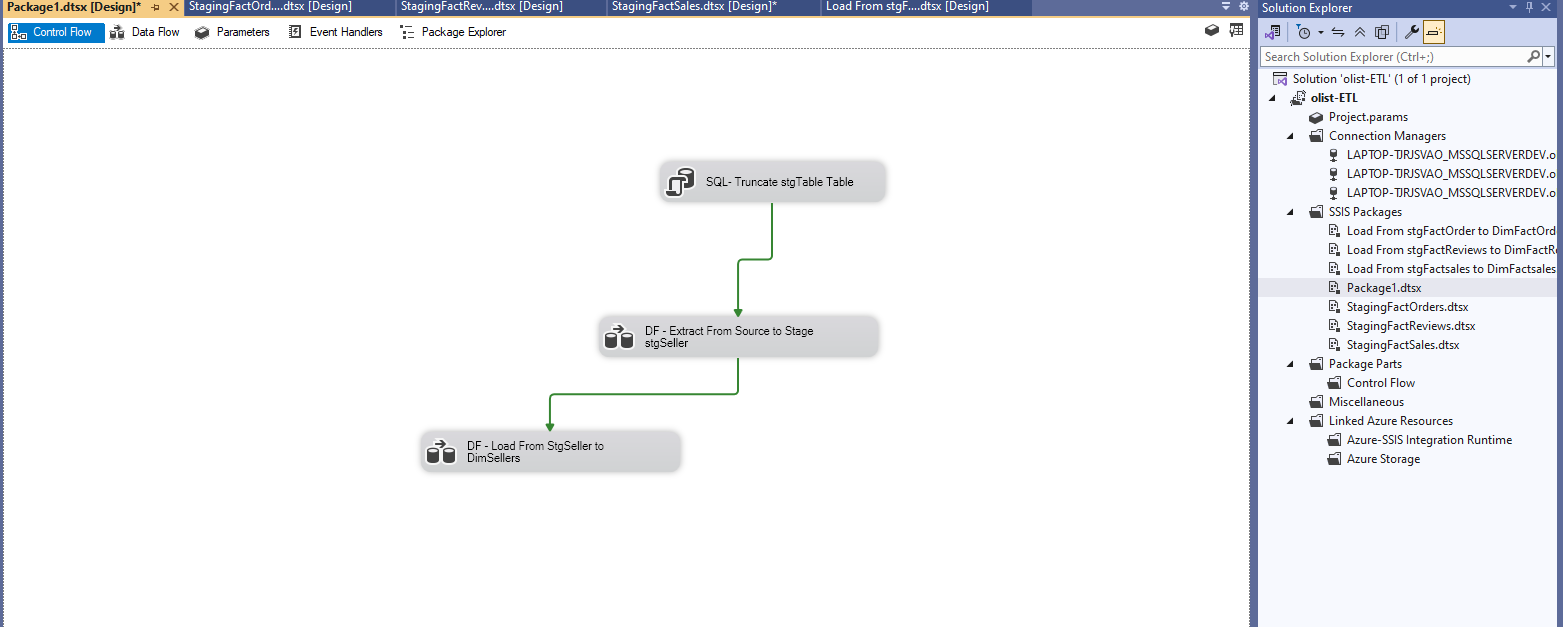 Package1.dtsx [Design]*
StagingFactOrd....dtsx [Design]
StagingFactRev....dtsx [Design]
StagingFactSales.dtsx [Design]*
Load From stgF....dtsx [Design]
Control Flow
Data Flow
Parameters
Event Handlers
Package Explorer
SQL- Truncate stgTable Table
DF - Extract From Source to Stage
stgSeller
DF - Load From StgSeller to
DimSellers
Solution Explorer
Search Solution Explorer (Ctrl+;)
Solution 'olist-ETL' (1 of 1 project)
olist-ETL
Project.params
Connection Managers
LAPTOP-TJRJSVAO_MSSQLSERVERDEV.o
LAPTOP-TJRJSVAO_MSSQLSERVERDEV.o
LAPTOP-TJRJSVAO_MSSQLSERVERDEV.o
SSIS Packages
Load From stgFactOrder to DimFactOrd
Load From stgFactReviews to DimFactR
Load From stgFactsales to DimFactsales
Package1.dtsx
StagingFactOrders.dtsx
StagingFactReviews.dtsx
StagingFactSales.dtsx
Package Parts
Control Flow
Miscellaneous
Linked Azure Resources
Azure-SSIS Integration Runtime
Azure Storage